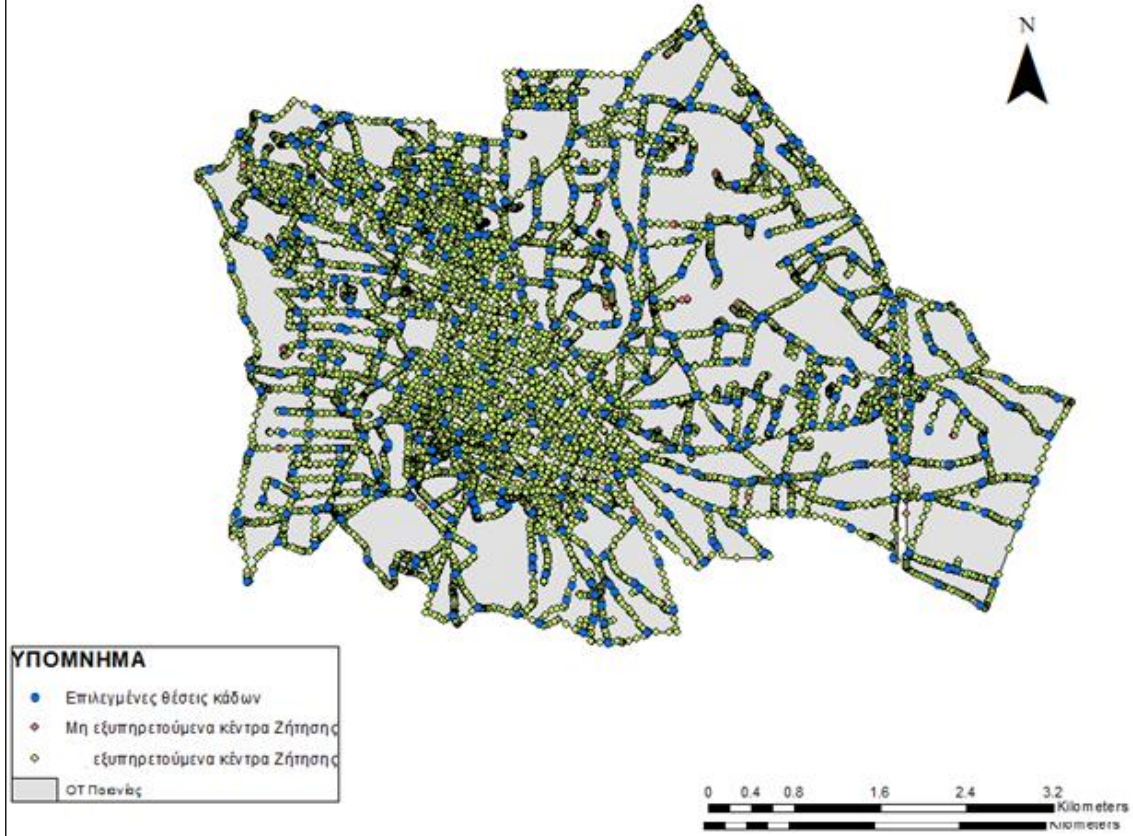 N
ΥΠΟΜΝΗΜΑ
Επιλεγμένες θέσεις κάδων
Μη εξυπηρετούμενα κέντρα Ζήτησης
εξυπηρετούμενα κέντρα Ζήτησης
ΟΤ Παιανίας
0 0.4 0.8 1.6 2.4 3.2
Kilometers
Kilometers